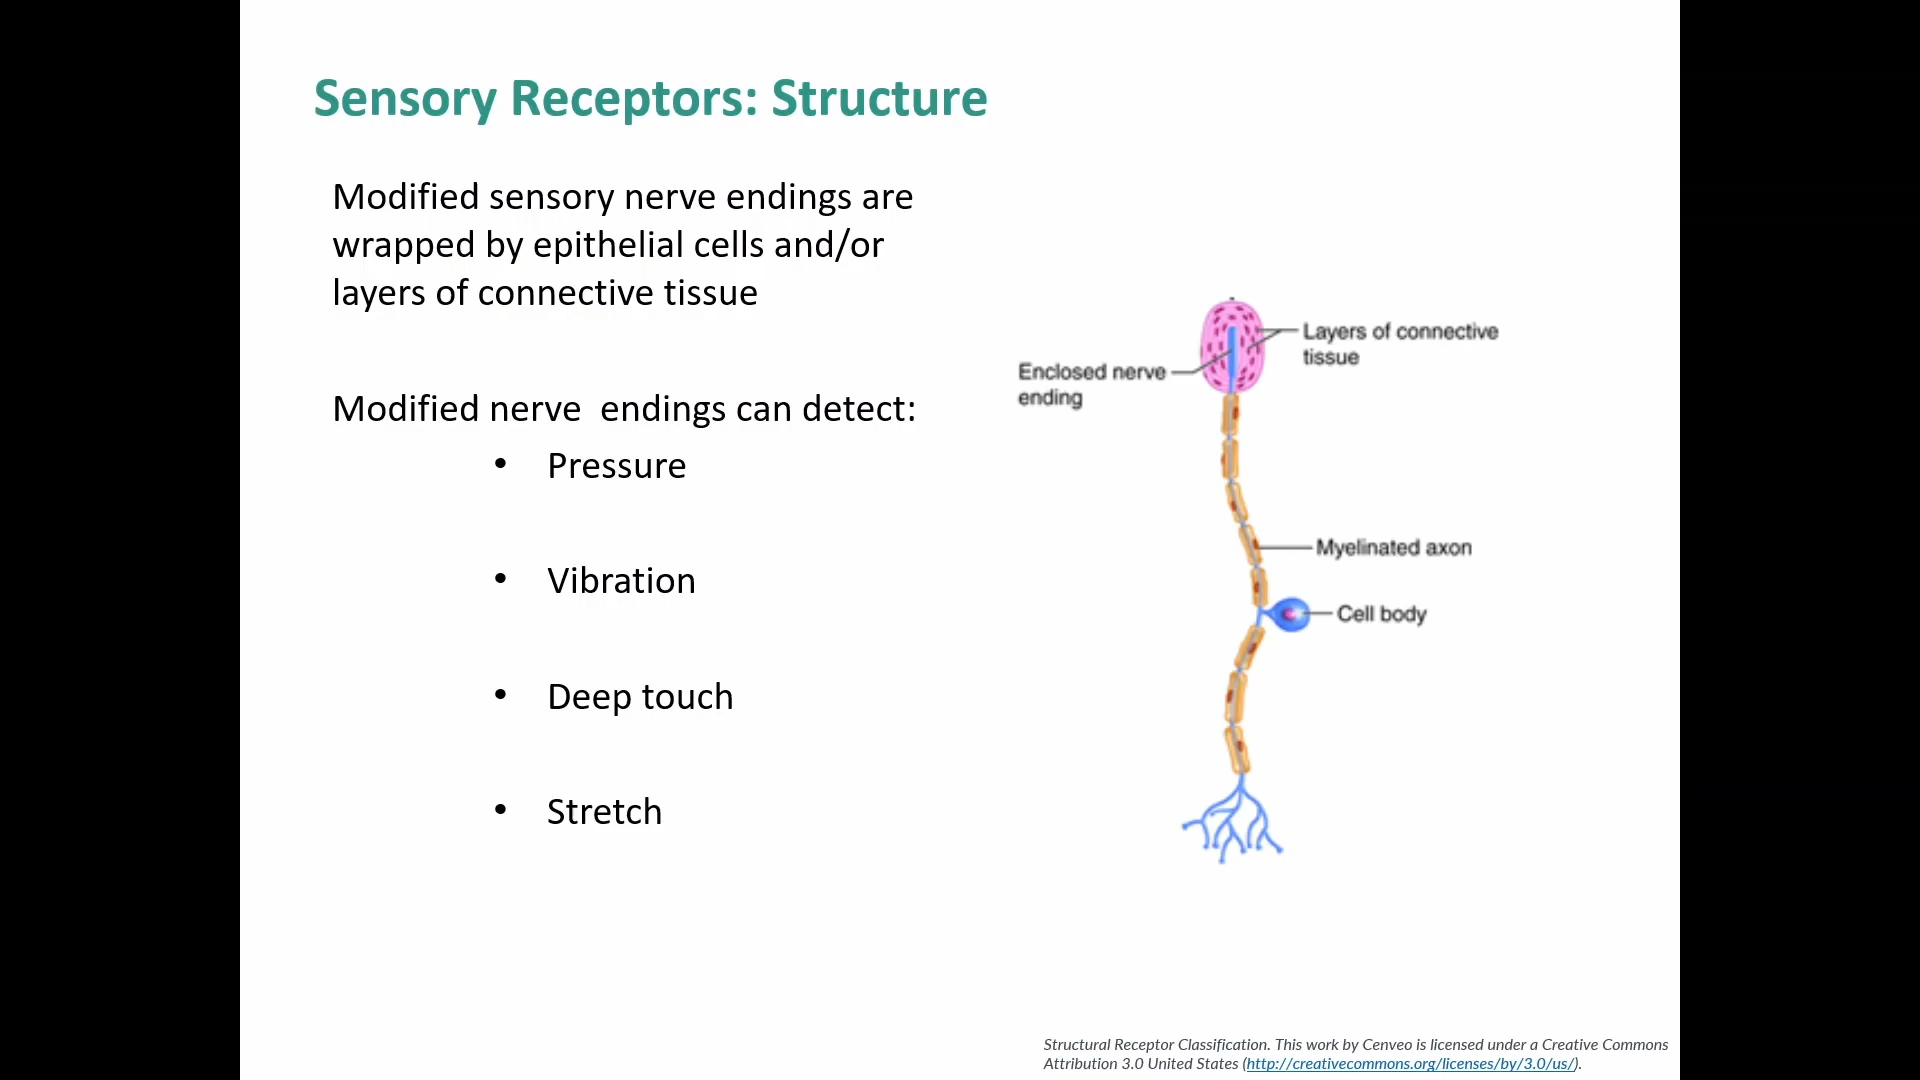 Sensory Receptors: Structure
Modified sensory nerve endings are
wrapped by epithelial cells and/or
layers of connective tissue
Modified nerve  endings can detect:
• Pressure
• Vibration
• Deep touch
• Stretch
Layers of connective
tissue
Enclosed nerve
ending
Myelinated axon
Cell body
Structural Receptor Classification. This work by Cenveo is licensed under a Creative Commons
Attribution 3.0 United States (http://creativecommons.org/licenses/by/3.0/us/).